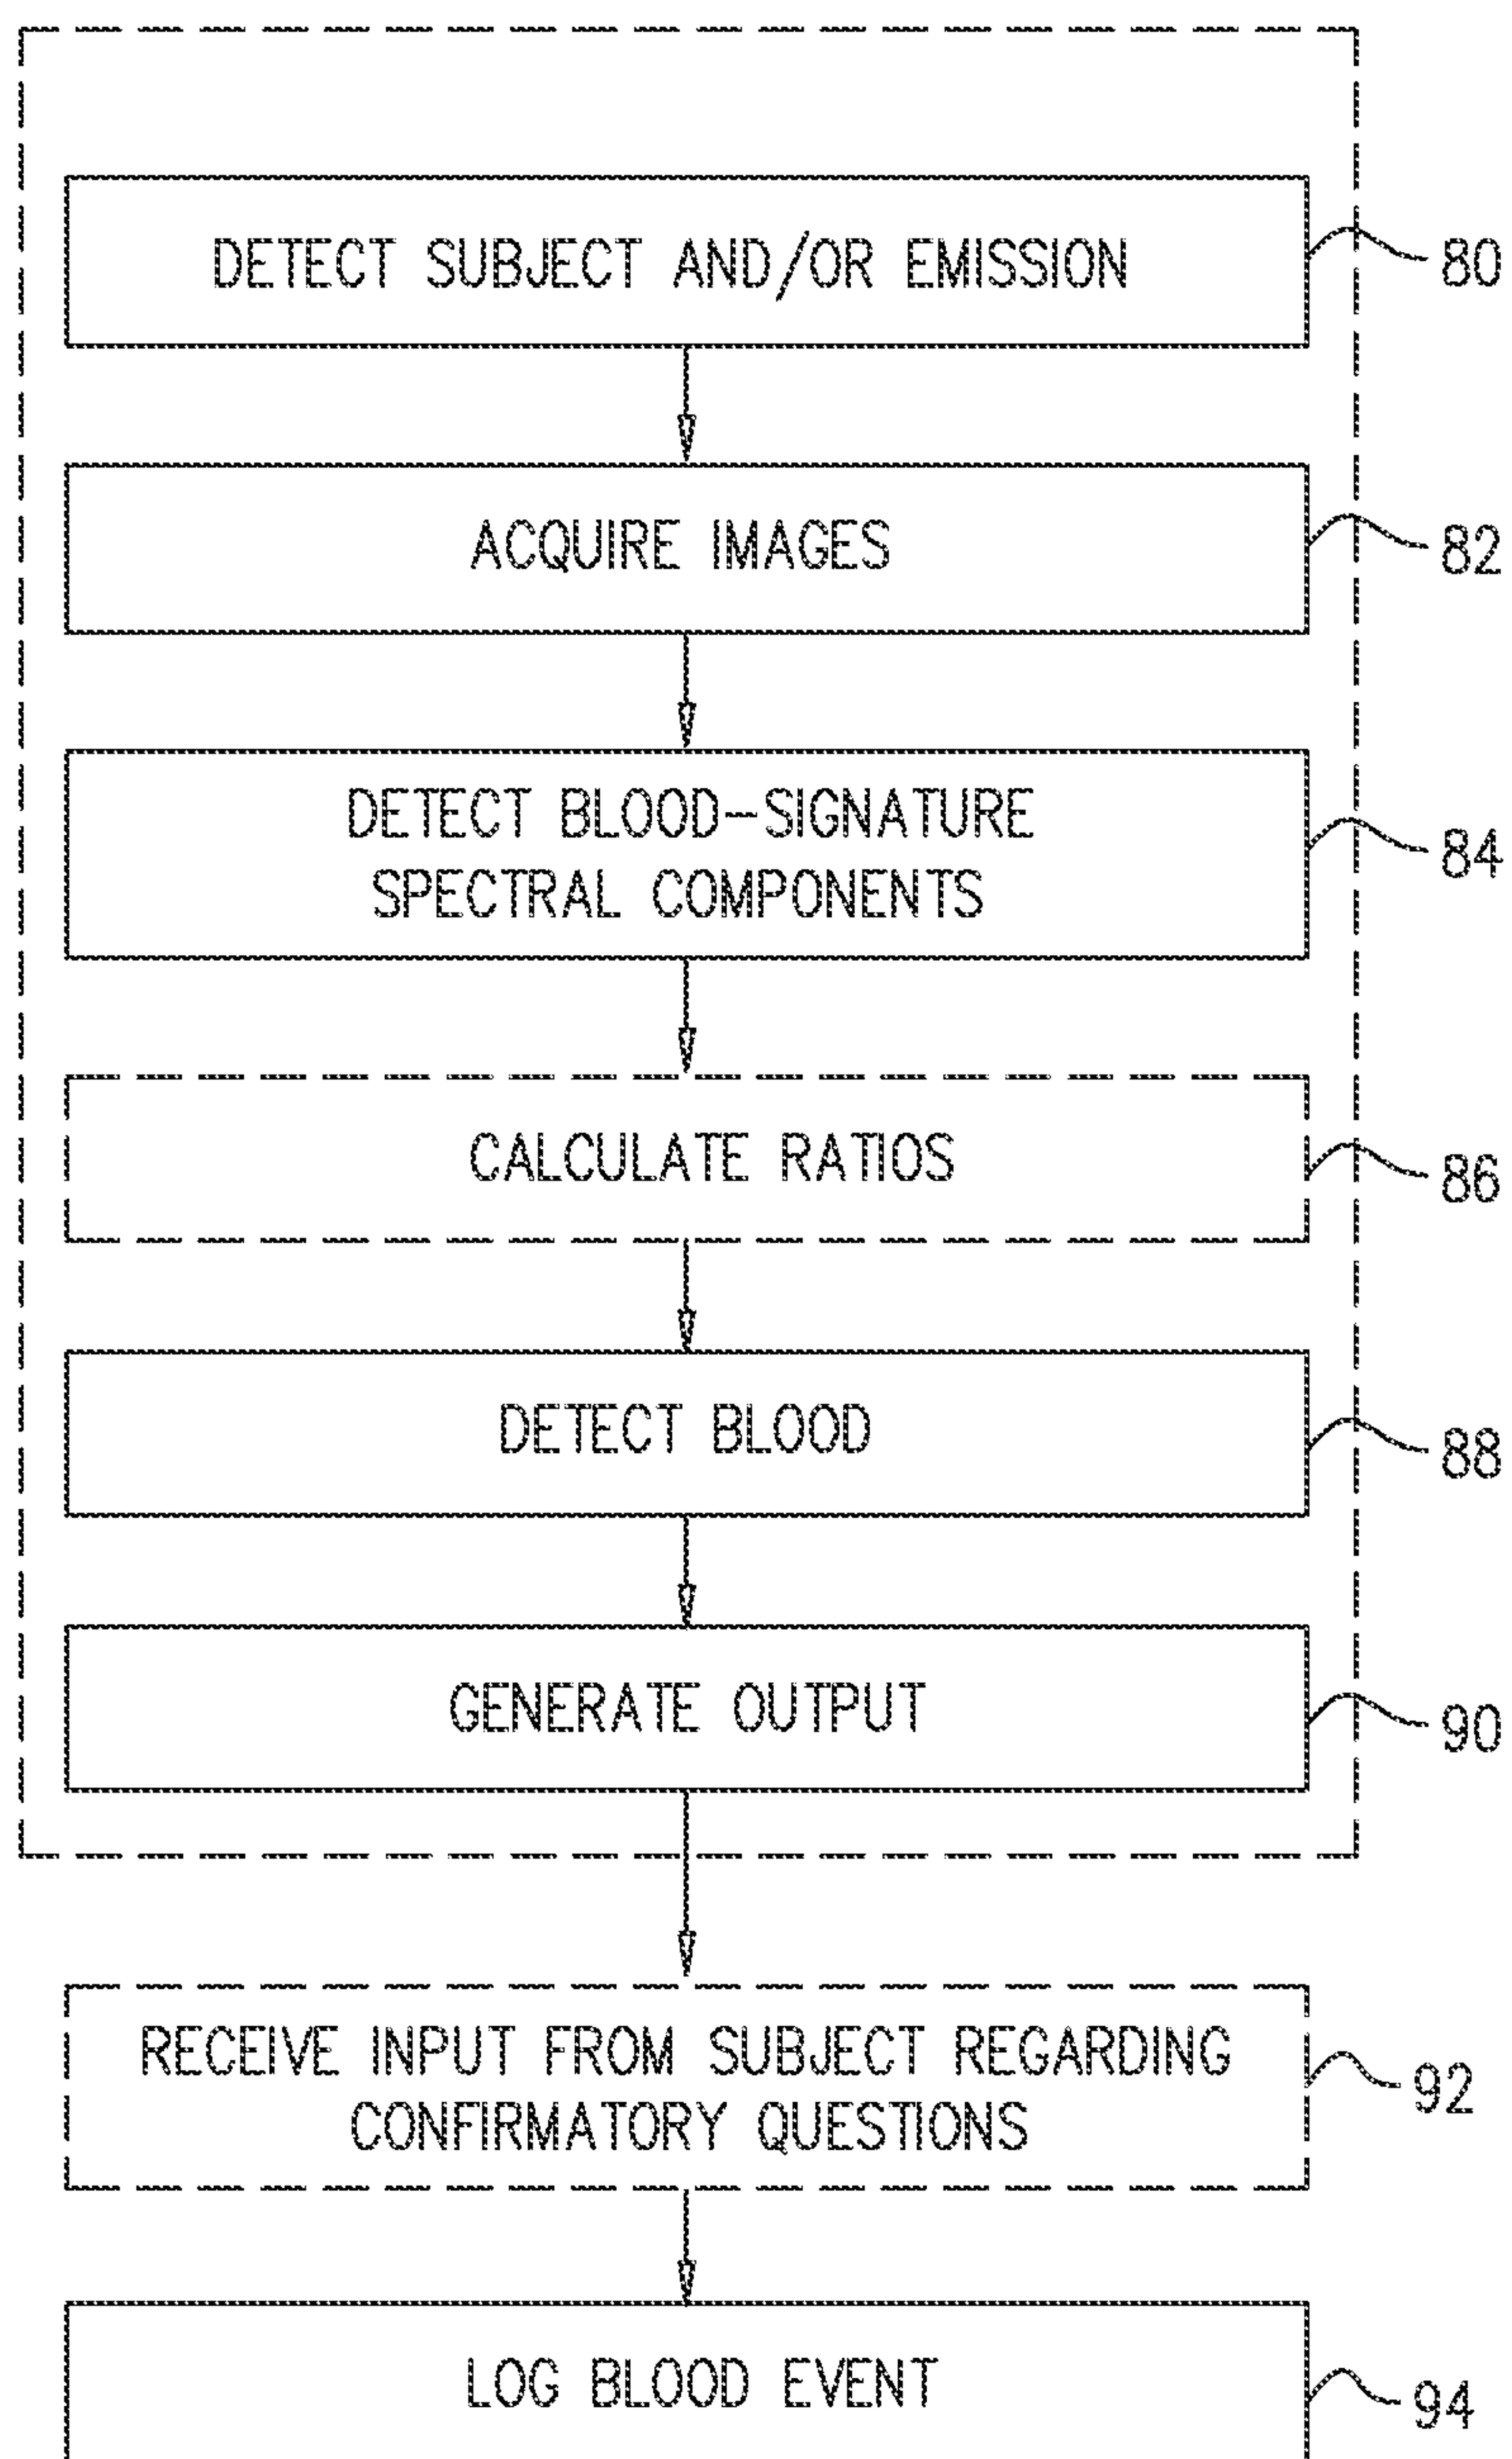 DETECT SUBJECT AND/OR EMISSION
80
ACQUIRE IMAGES
82
DETECT BLOOD-SIGNATURE
SPECTRAL COMPONENTS
84
CALCULATE RATIOS
86
DETECT BLOOD
88
GENERATE OUTPUT
90
RECEIVE INPUT FROM SUBJECT REGARDING
CONFIRMATORY QUESTIONS
92
LOG BLOOD EVENT
94